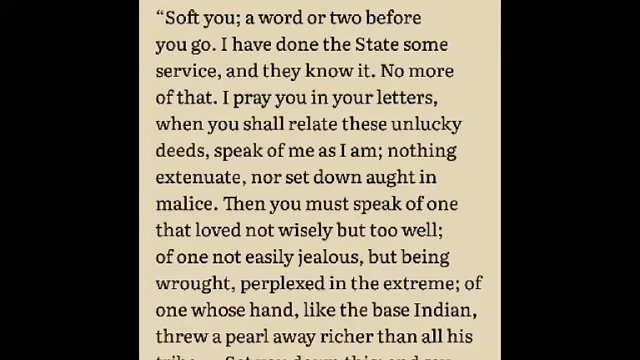 “Soft you; a word or two before
you go. I have done the State some
service, and they know it. No more
of that. I pray you in your letters,
when you shall relate these unlucky
deeds, speak of me as I am; nothing
extenuate, nor set down aught in
malice. Then you must speak of one
that loved not wisely but too well;
of one not easily jealous, but being
wrought, perplexed in the extreme; of
one whose hand, like the base Indian,
threw a pearl away richer than all his